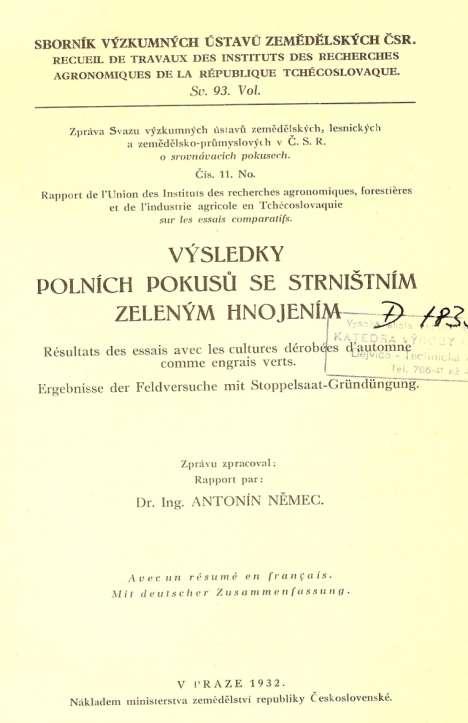 SBORNÍK VÝZKUMNÝCH ÚSTAVŮ ZEMĚDĚLSKÝCH ČSR.
RECUEIL DE TRAVAUX DES INSTITUTS DES RECHERCHES
AGRONOMIQUES DE LA RÉPUBLIQUE TCHÉCOSLOVAQUE.
Sv. 93. Vol.
Zpráva Svazu výzkumných ústavů zemědělských, lesnických
a zemědělsko-průmyslových v Č. S. R.
o srovnávacích pokusech.
Čís. 11. No.
Rapport de l'Union des Instituts des recherches agronomiques, forestières
et de l'industrie agricole en Tchécoslovaquie
sur les essais comparatifs.
VÝSLEDKY
POLNÍCH POKUSŮ SE STRNIŠTNÍM
ZELENÝM HNOJENÍM
D 183
KATEDRA
Résultats des essais avec les cultures dérobées d'automne
comme engrais verts.
Ergebnisse der Feldversuche mit Stoppelsaat-Gründüngung.
Zprávu zpracoval:
Rapport par:
Dr. Ing. ANTONÍN NĚMEC.
Avec un résumé en français.
Mit deutscher Zusammenfassung.
V PRAZE 1932.
Nákladem ministerstva zemědělství republiky Československé.